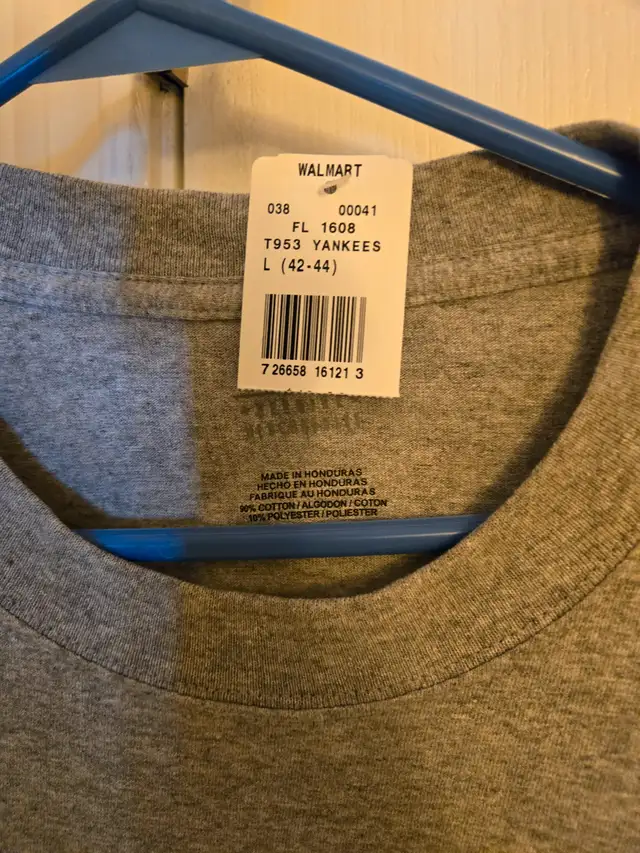 WALMART
038 00041
FL 1608
T953 YANKEES
L (42-44)
7 26658 16121 3
MADE IN HONDURAS
HECHO EN HONDURAS
FABRIQUE AU HONDURAS
90% COTTON / ALGODON / COTON
10% POLYESTER / POLIESTER